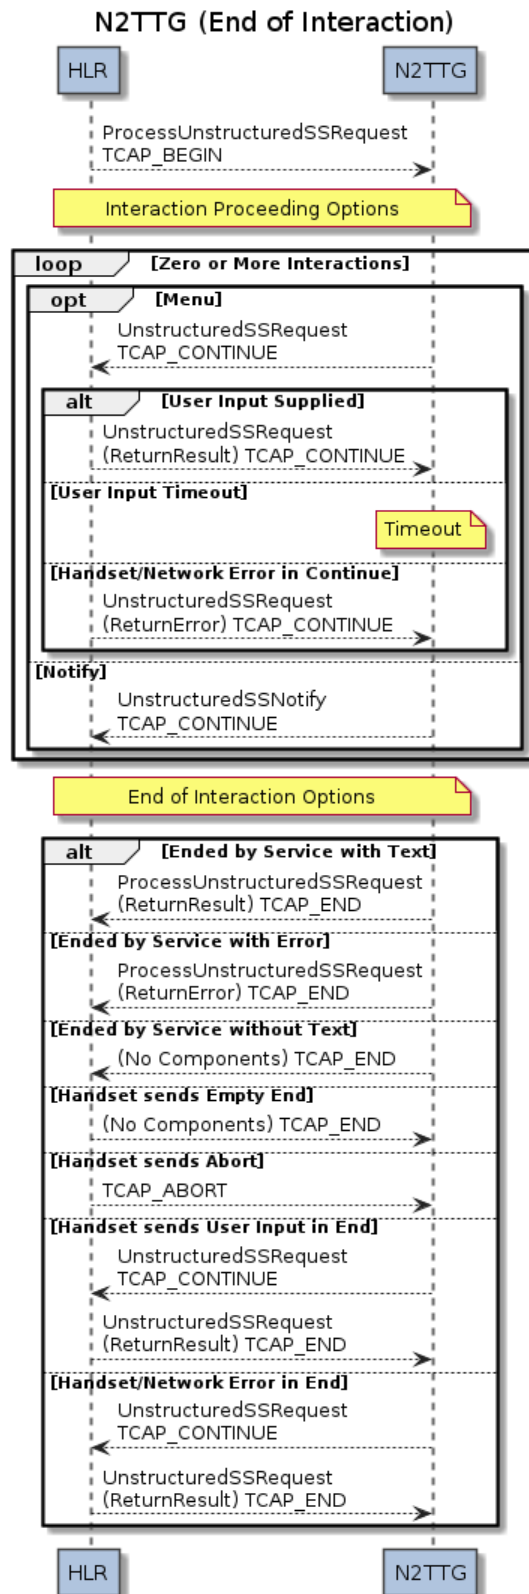 N2TTG (End of Interaction)
HLR
N2TTG
ProcessUnstructuredSSRequest
TCAP_BEGIN
Interaction Proceeding Options
loop [Zero or More Interactions]
opt [Menu]
UnstructuredSSRequest
TCAP_CONTINUE
alt [User Input Supplied]
UnstructuredSSRequest
(ReturnResult) TCAP_CONTINUE
[User Input Timeout]
Timeout
[Handset/Network Error in Continue]
UnstructuredSSRequest
(ReturnError) TCAP_CONTINUE
[Notify]
UnstructuredSSNotify
TCAP_CONTINUE
End of Interaction Options
alt [Ended by Service with Text]
ProcessUnstructuredSSRequest
(ReturnResult) TCAP_END
[Ended by Service with Error]
ProcessUnstructuredSSRequest
(ReturnError) TCAP_END
[Ended by Service without Text]
(No Components) TCAP_END
[Handset sends Empty End]
(No Components) TCAP_END
[Handset sends Abort]
TCAP_ABORT
[Handset sends User Input in End]
UnstructuredSSRequest
TCAP_CONTINUE
UnstructuredSSRequest
(ReturnResult) TCAP_END
[Handset/Network Error in End]
UnstructuredSSRequest
TCAP_CONTINUE
UnstructuredSSRequest
(ReturnResult) TCAP_END
HLR
N2TTG